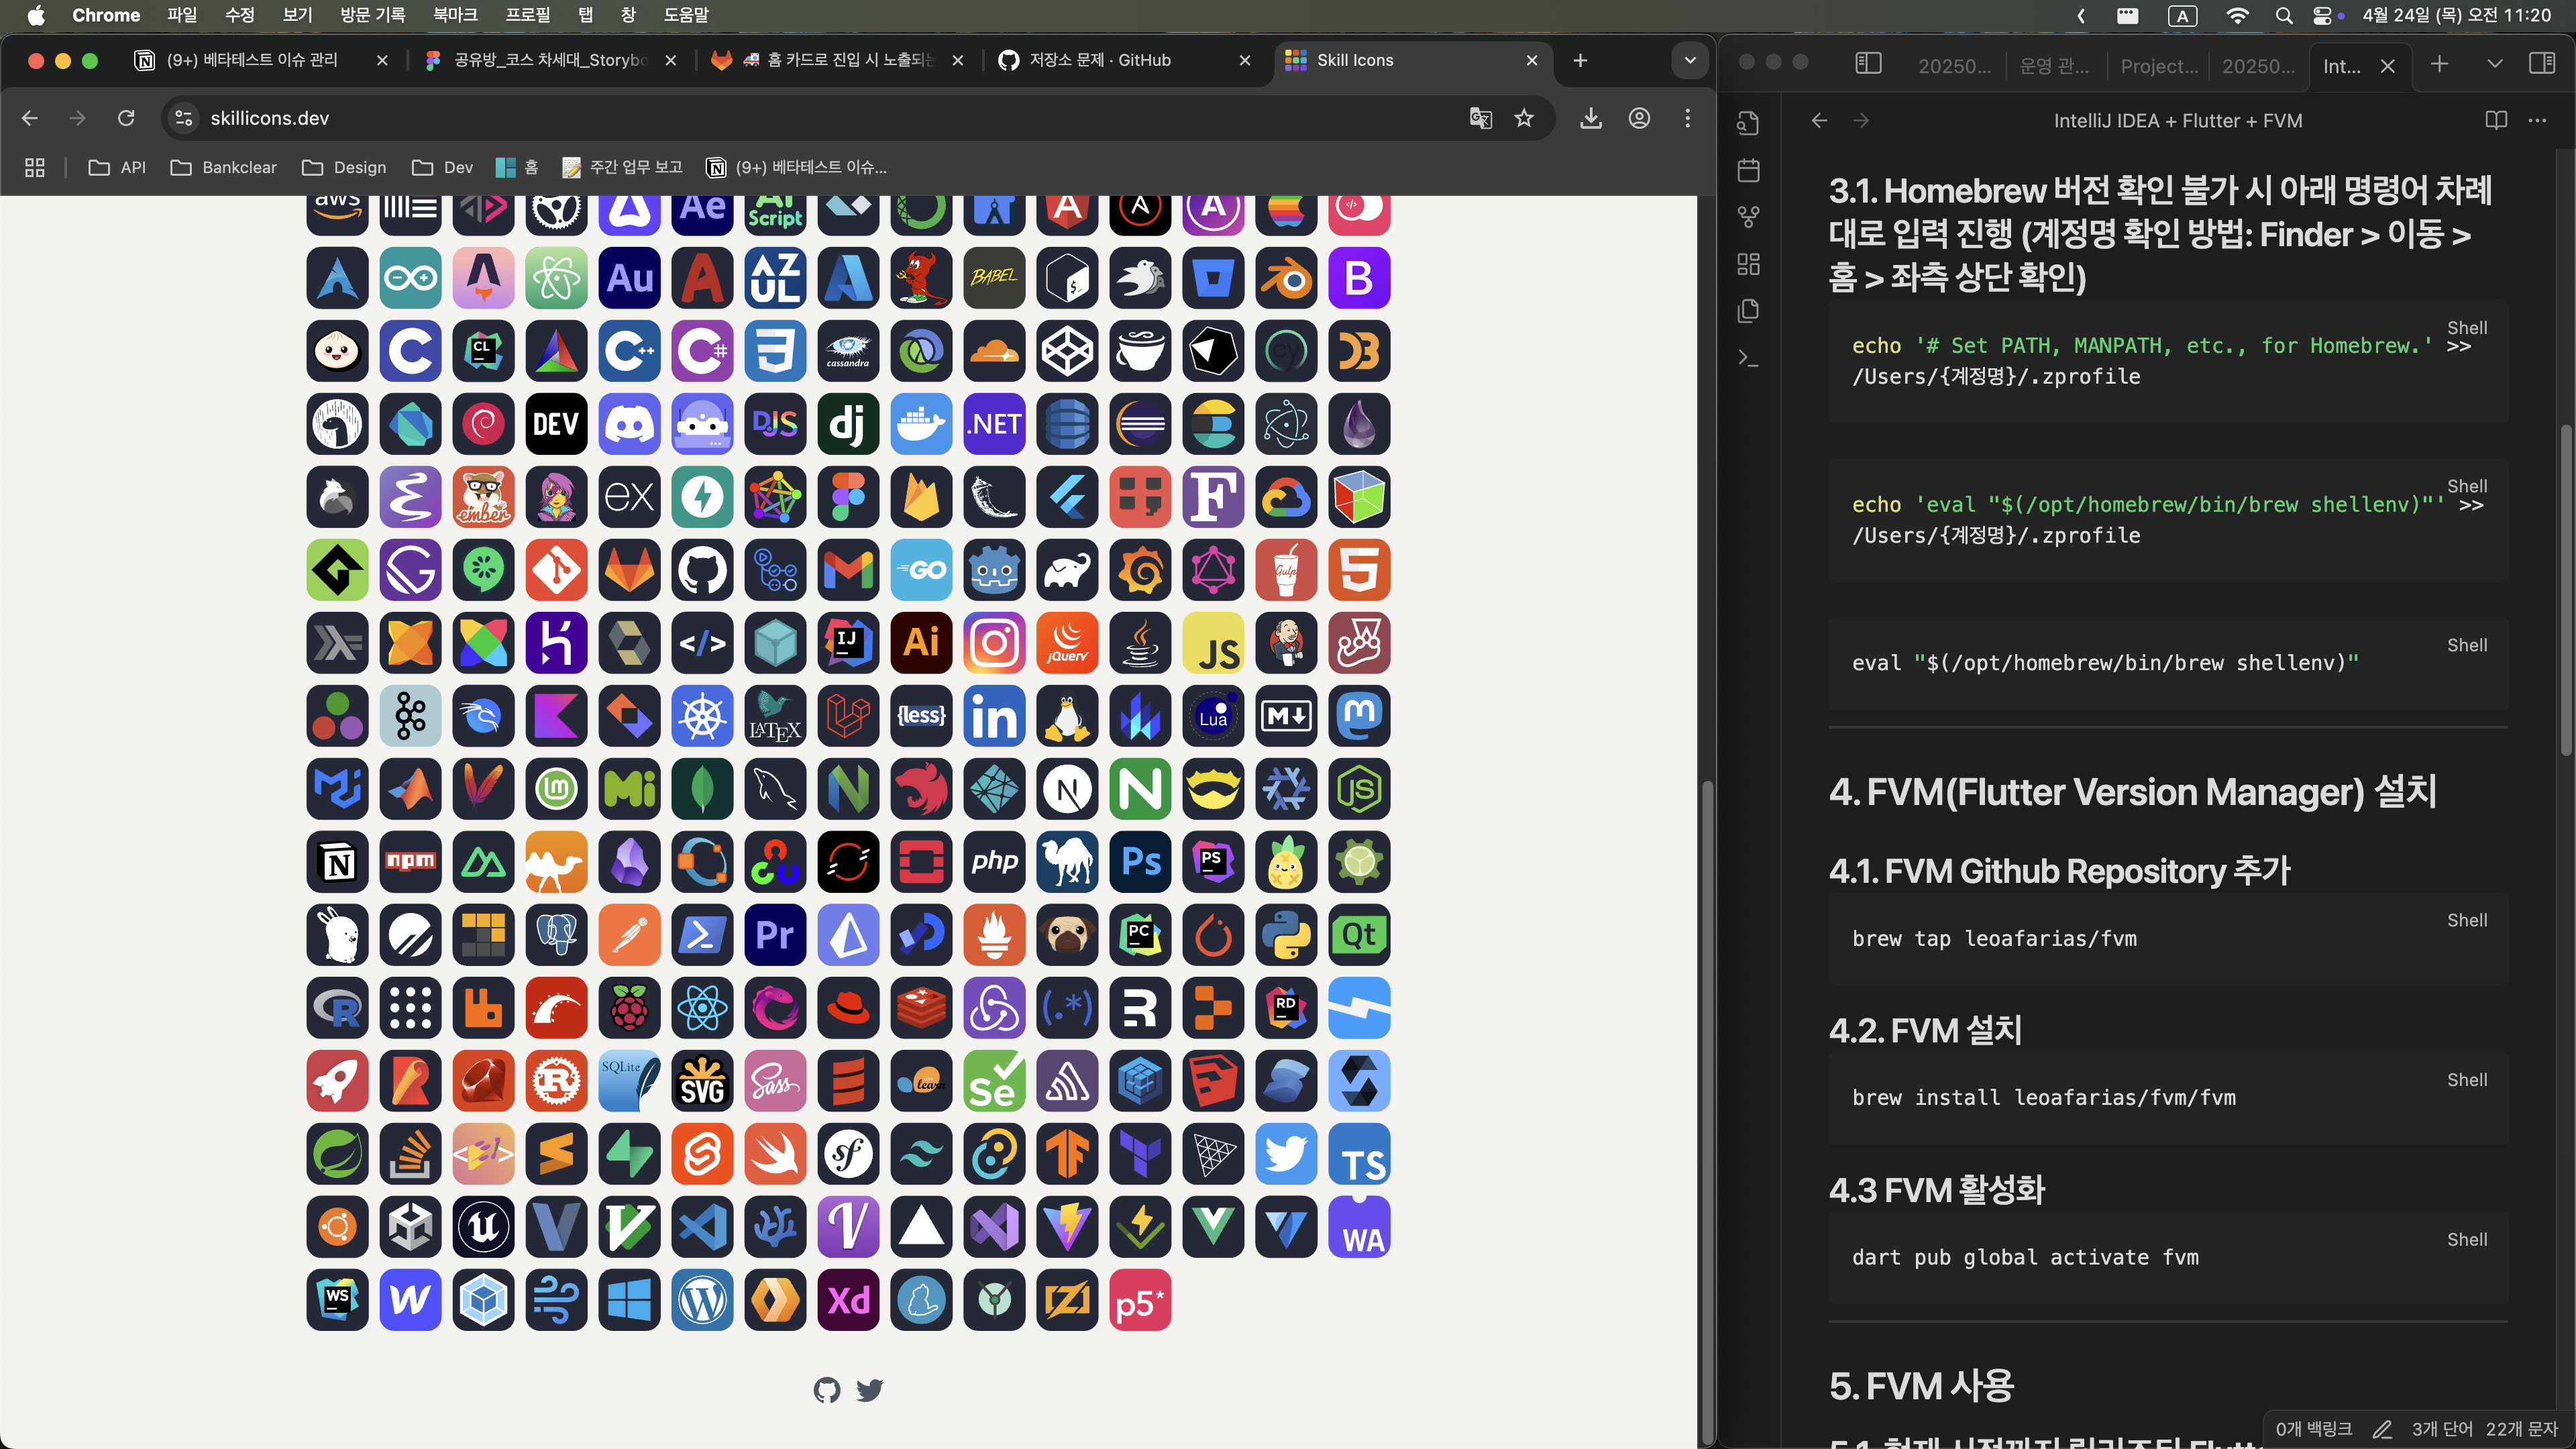 Chrome 파일 수정 보기 방문 기록 북마크 프로필 탭 창 도움말
A 4월 24일 (목) 오전 11:20
(9+) 베타테스트 이슈 관리
공유방_코스 차세대_Storybo
홈 카드로 진입 시 노출되는
저장소 문제 · GitHub
Skill Icons
skillicons.dev
API Bankclear Design Dev 홈 주간 업무 보고 (9+) 베타테스트 이슈...
aws Ae Script A
Au AZUL BABEL B
C CL C++ C# cassandra cy D3
DEV DJS dj .NET
ember ex F
GO Gulp 5
IJ </> Ai jQuery JS
LATEX {less} in Lua M m
lm Mi N N JS
N npm php Ps PS
Pr PC Qt
R (.*) R RD
R SQLite SVG Sass learn Se
sf TF TS
u V V WA
WS W Xd p5*
20250... 운영 관... Project... 20250... Int...
IntelliJ IDEA + Flutter + FVM
3.1. Homebrew 버전 확인 불가 시 아래 명령어 차례
대로 입력 진행 (계정명 확인 방법: Finder > 이동 >
홈 > 좌측 상단 확인)
Shell
echo '# Set PATH, MANPATH, etc., for Homebrew.' >>
/Users/{계정명}/.zprofile
Shell
echo 'eval "$(/opt/homebrew/bin/brew shellenv)"' >>
/Users/{계정명}/.zprofile
Shell
eval "$(/opt/homebrew/bin/brew shellenv)"
4. FVM(Flutter Version Manager) 설치
4.1. FVM Github Repository 추가
Shell
brew tap leoafarias/fvm
4.2. FVM 설치
Shell
brew install leoafarias/fvm/fvm
4.3 FVM 활성화
Shell
dart pub global activate fvm
5. FVM 사용
0개 백링크 3개 단어 22개 문자